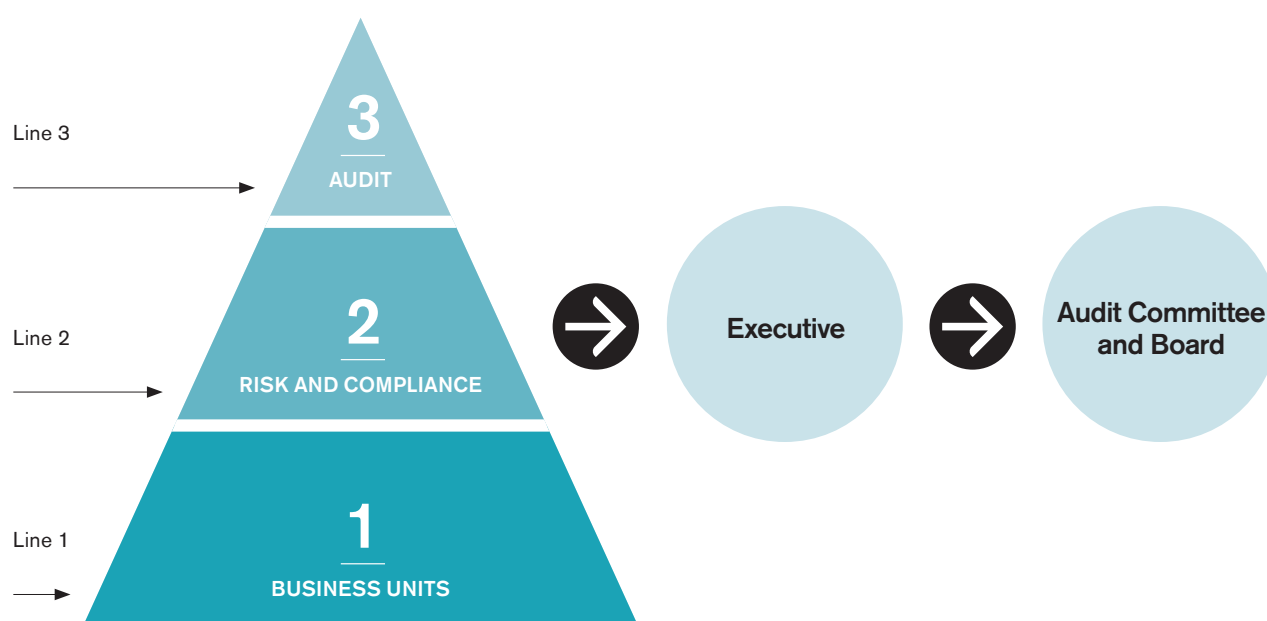 Line 3
3
AUDIT
Line 2
2
RISK AND COMPLIANCE
Line 1
1
BUSINESS UNITS
Executive
Audit Committee
and Board